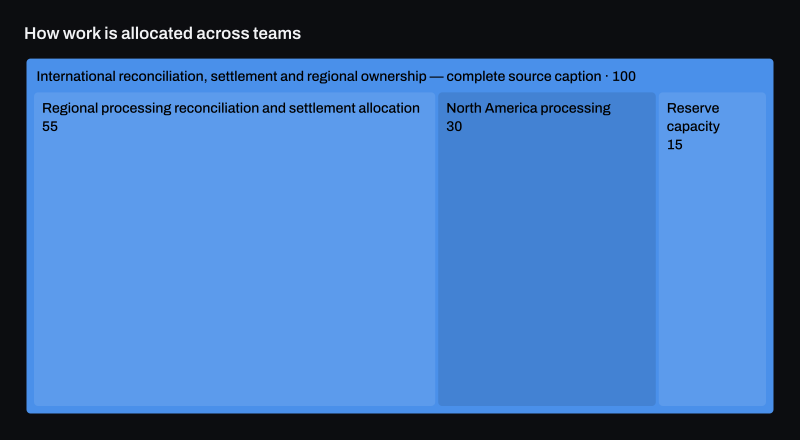 How work is allocated across teams
International reconciliation, settlement and regional ownership — complete source caption · 100
Regional processing reconciliation and settlement allocation
55
North America processing
30
Reserve
capacity
15